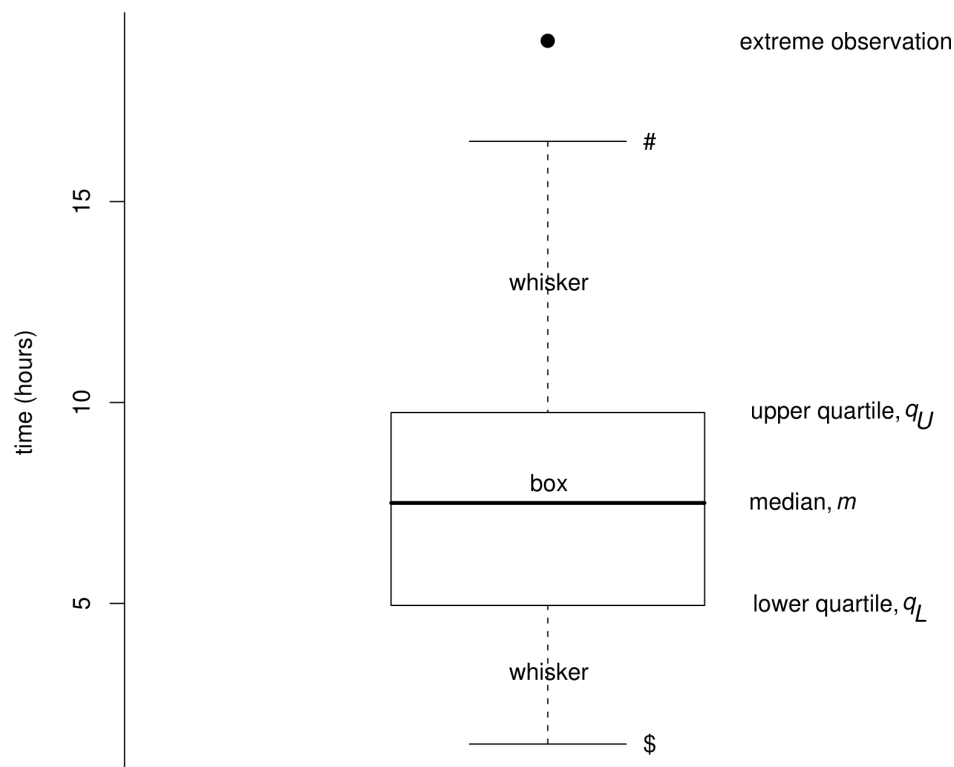 extreme observation
#
15
whisker
time (hours)
10
upper quartile, qU
box
median, m
5
lower quartile, qL
whisker
$